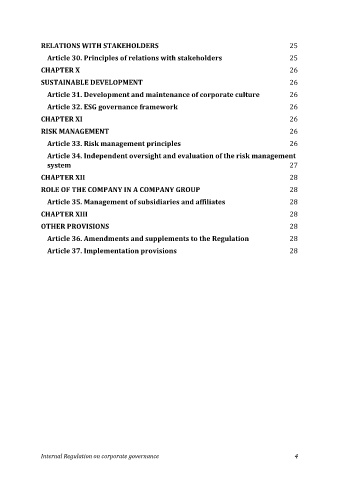 RELATIONS WITH STAKEHOLDERS 25
Article 30. Principles of relations with stakeholders 25
CHAPTER X 26
SUSTAINABLE DEVELOPMENT 26
Article 31. Development and maintenance of corporate culture 26
Article 32. ESG governance framework 26
CHAPTER XI 26
RISK MANAGEMENT 26
Article 33. Risk management principles 26
Article 34. Independent oversight and evaluation of the risk management
system 27
CHAPTER XII 28
ROLE OF THE COMPANY IN A COMPANY GROUP 28
Article 35. Management of subsidiaries and affiliates 28
CHAPTER XIII 28
OTHER PROVISIONS 28
Article 36. Amendments and supplements to the Regulation 28
Article 37. Implementation provisions 28
Internal Regulation on corporate governance 4